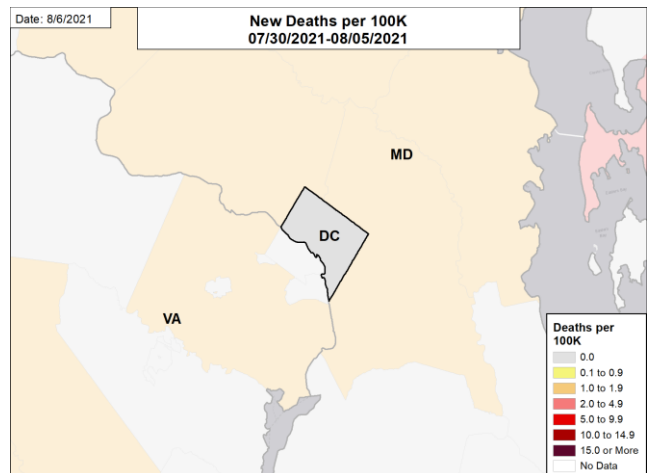 Date: 8/6/2021
New Deaths per 100K
07/30/2021-08/05/2021
MD
DC
VA
Deaths per
100K
0.0
0.1 to 0.9
1.0 to 1.9
2.0 to 4.9
5.0 to 9.9
10.0 to 14.9
15.0 or More
No Data